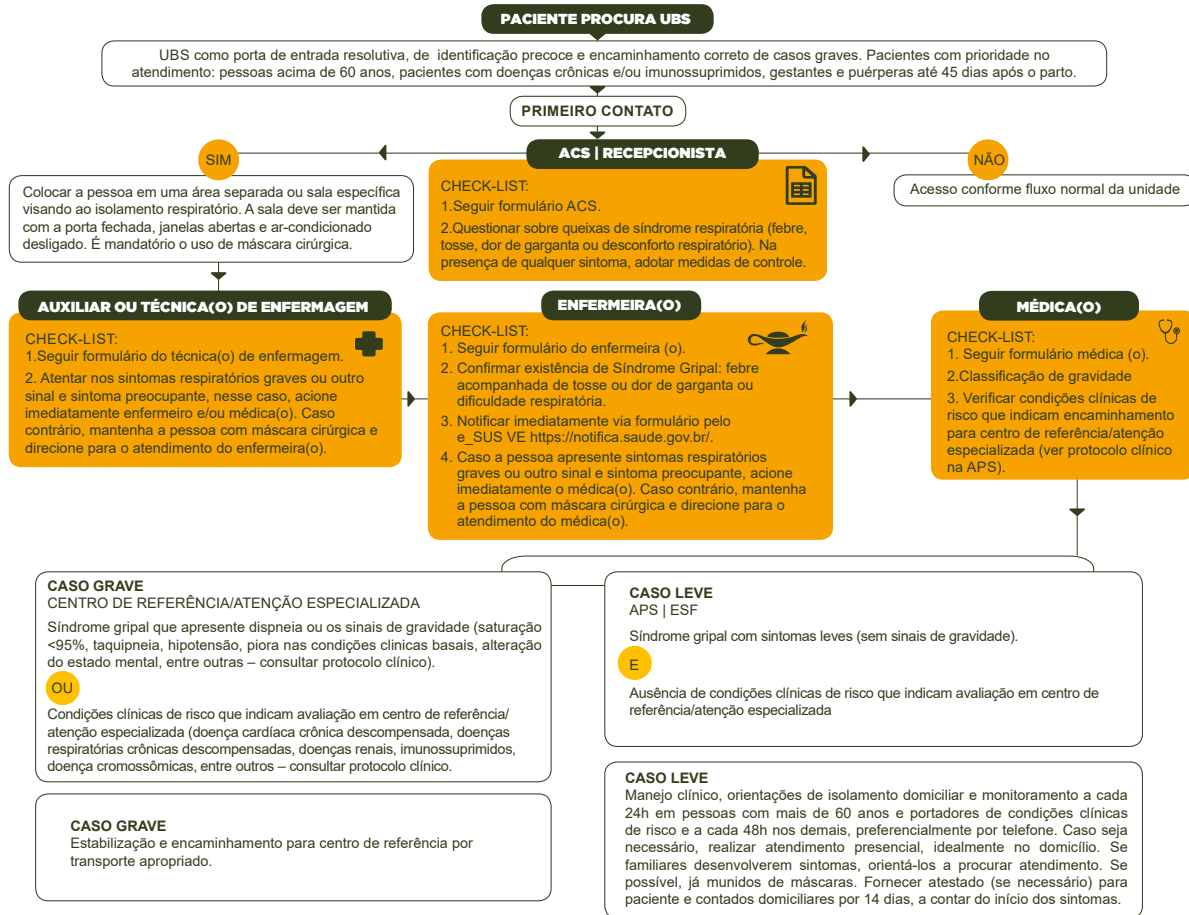 PACIENTE PROCURA UBS
UBS como porta de entrada resolutiva, de identificação precoce e encaminhamento correto de casos graves. Pacientes com prioridade no
atendimento: pessoas acima de 60 anos, pacientes com doenças crônicas e/ou imunossuprimidos, gestantes e puérperas até 45 dias após o parto.
PRIMEIRO CONTATO
ACS | RECEPCIONISTA
CHECK-LIST:
1.Seguir formulário ACS.
2.Questionar sobre queixas de síndrome respiratória (febre,
tosse, dor de garganta ou desconforto respiratório). Na
presença de qualquer sintoma, adotar medidas de controle.
SIM
Colocar a pessoa em uma área separada ou sala específica
visando ao isolamento respiratório. A sala deve ser mantida
com a porta fechada, janelas abertas e ar-condicionado
desligado. É mandatório o uso de máscara cirúrgica.
NÃO
Acesso conforme fluxo normal da unidade
AUXILIAR OU TÉCNICA(O) DE ENFERMAGEM
CHECK-LIST:
1.Seguir formulário do técnica(o) de enfermagem.
2. Atentar nos sintomas respiratórios graves ou outro
sinal e sintoma preocupante, nesse caso, acione
imediatamente enfermeiro e/ou médica(o). Caso
contrário, mantenha a pessoa com máscara cirúrgica e
direcione para o atendimento do enfermeira(o).
ENFERMEIRA(O)
CHECK-LIST:
1. Seguir formulário do enfermeira (o).
2. Confirmar existência de Síndrome Gripal: febre
acompanhada de tosse ou dor de garganta ou
dificuldade respiratória.
3. Notificar imediatamente via formulário pelo
e_SUS VE https://notifica.saude.gov.br/.
4. Caso a pessoa apresente sintomas respiratórios
graves ou outro sinal e sintoma preocupante, acione
imediatamente o médica(o). Caso contrário, mantenha
a pessoa com máscara cirúrgica e direcione para o
atendimento do médica(o).
MÉDICA(O)
CHECK-LIST:
1. Seguir formulário médica (o).
2.Classificação de gravidade
3. Verificar condições clínicas de
risco que indicam encaminhamento
para centro de referência/atenção
especializada (ver protocolo clínico
na APS).
CASO GRAVE
CENTRO DE REFERÊNCIA/ATENÇÃO ESPECIALIZADA
Síndrome gripal que apresente dispneia ou os sinais de gravidade (saturação
<95%, taquipneia, hipotensão, piora nas condições clinicas basais, alteração
do estado mental, entre outras – consultar protocolo clínico).
OU
Condições clínicas de risco que indicam avaliação em centro de referência/
atenção especializada (doença cardíaca crônica descompensada, doenças
respiratórias crônicas descompensadas, doenças renais, imunossuprimidos,
doença cromossômicas, entre outros – consultar protocolo clínico.
CASO GRAVE
Estabilização e encaminhamento para centro de referência por
transporte apropriado.
CASO LEVE
APS | ESF
Síndrome gripal com sintomas leves (sem sinais de gravidade).
E
Ausência de condições clínicas de risco que indicam avaliação em centro de
referência/atenção especializada
CASO LEVE
Manejo clínico, orientações de isolamento domiciliar e monitoramento a cada
24h em pessoas com mais de 60 anos e portadores de condições clínicas
de risco e a cada 48h nos demais, preferencialmente por telefone. Caso seja
necessário, realizar atendimento presencial, idealmente no domicílio. Se
familiares desenvolverem sintomas, orientá-los a procurar atendimento. Se
possível, já munidos de máscaras. Fornecer atestado (se necessário) para
paciente e contados domiciliares por 14 dias, a contar do início dos sintomas.